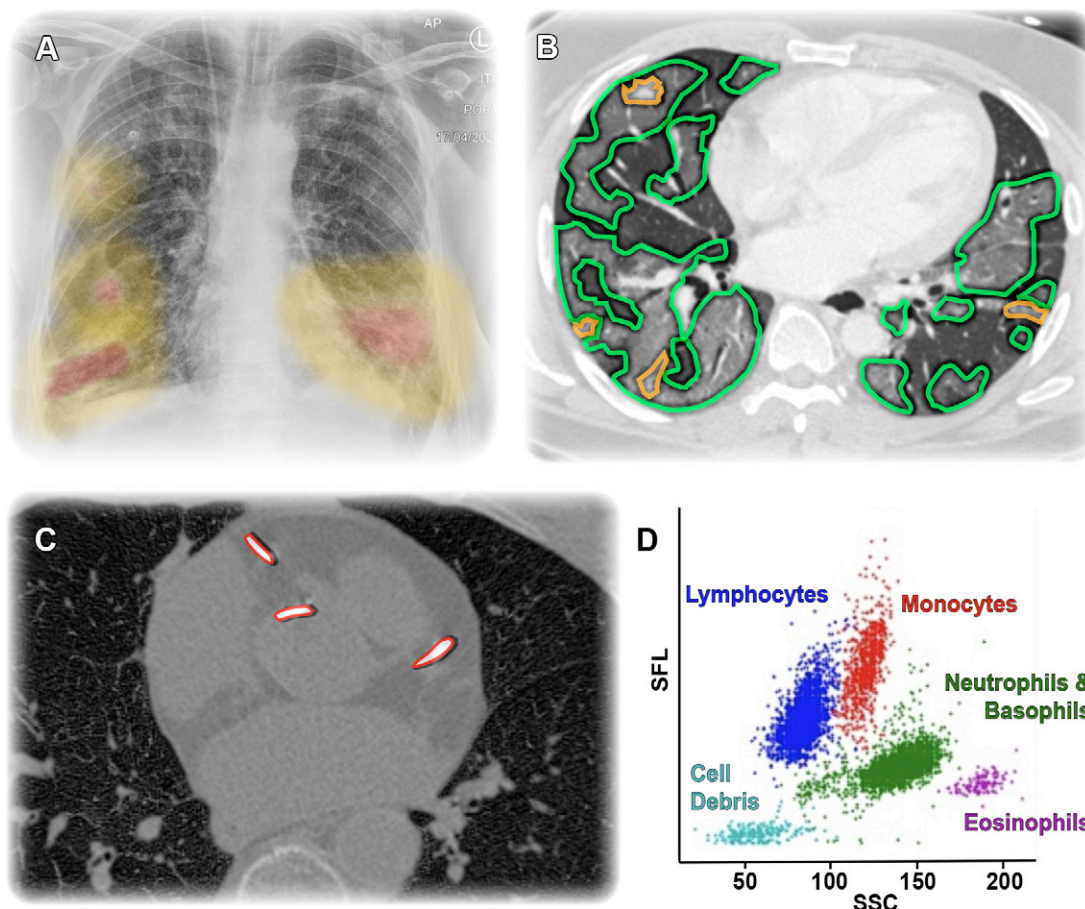 A
AP
L
17/04/202
B
C
D
Lymphocytes
Monocytes
Neutrophils &
Basophils
Cell
Debris
Eosinophils
SFL
50
100
150
200
SSC